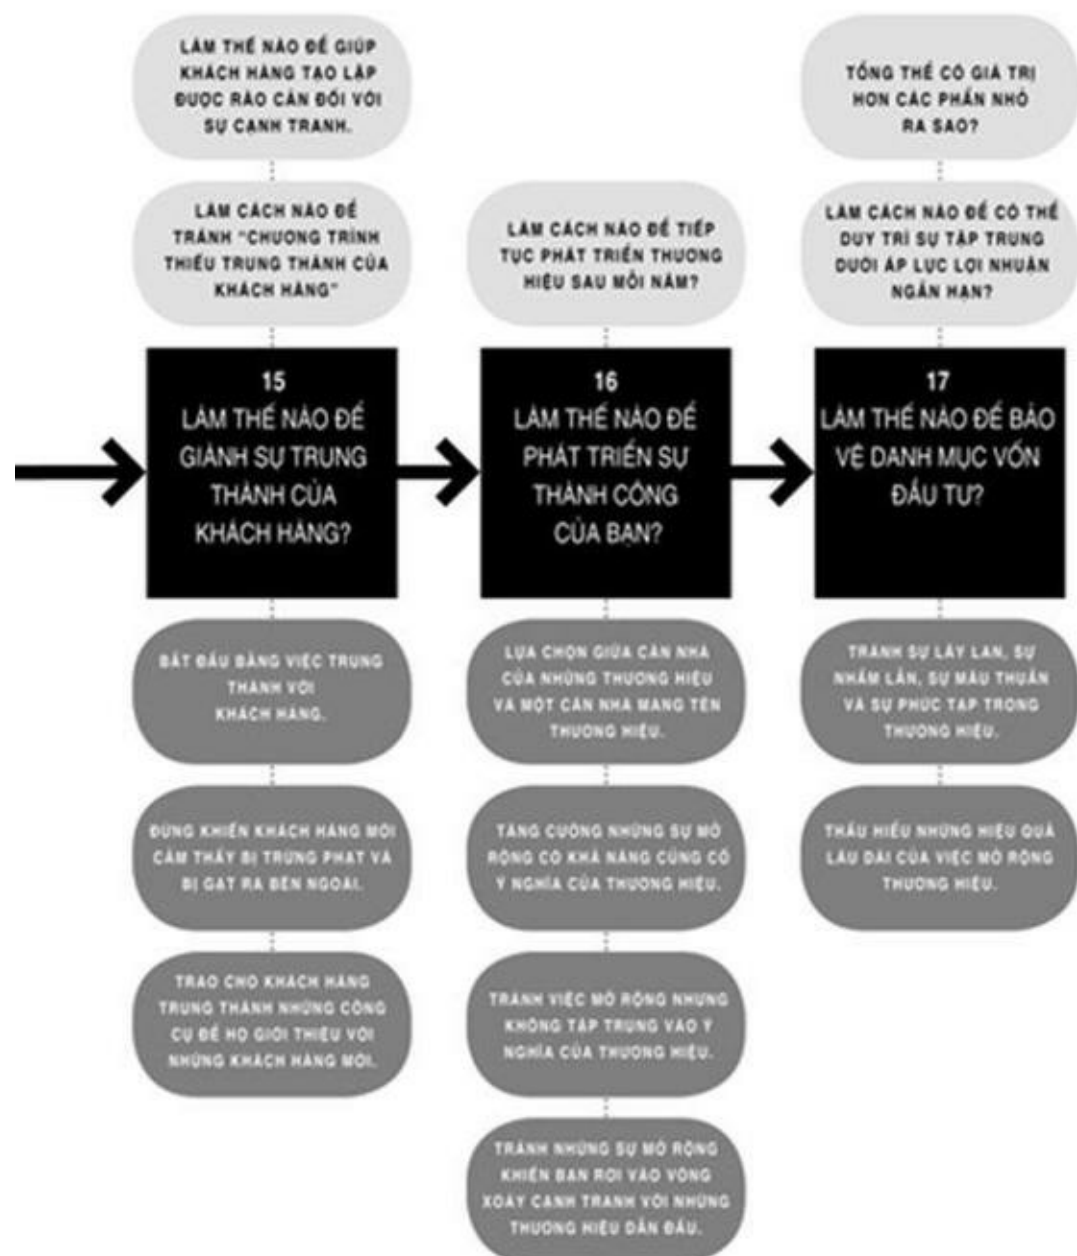 LÀM THẾ NÀO ĐỂ GIÚP
KHÁCH HÀNG TẠO LẬP
ĐƯỢC RÀO CẢN ĐỐI VỚI
SỰ CẠNH TRANH.
LÀM CÁCH NÀO ĐỂ
TRÁNH "CHƯƠNG TRÌNH
THIẾU TRUNG THÀNH CỦA
KHÁCH HÀNG"
15
LÀM THẾ NÀO ĐỂ
GIÀNH SỰ TRUNG
THÀNH CỦA
KHÁCH HÀNG?
BẮT ĐẦU BẰNG VIỆC TRUNG
THÀNH VỚI
KHÁCH HÀNG.
ĐỪNG KHIẾN KHÁCH HÀNG MỚI
CẢM THẤY BỊ TRỪNG PHẠT VÀ
BỊ GẠT RA BÊN NGOÀI.
TRAO CHO KHÁCH HÀNG
TRUNG THÀNH NHỮNG CÔNG
CỤ ĐỂ HỌ GIỚI THIỆU VỚI
NHỮNG KHÁCH HÀNG MỚI.
LÀM CÁCH NÀO ĐỂ TIẾP
TỤC PHÁT TRIỂN THƯƠNG
HIỆU SAU MỖI NĂM?
16
LÀM THẾ NÀO ĐỂ
PHÁT TRIỂN SỰ
THÀNH CÔNG
CỦA BẠN?
LỰA CHỌN GIỮA CĂN NHÀ
CỦA NHỮNG THƯƠNG HIỆU
VÀ MỘT CĂN NHÀ MANG TÊN
THƯƠNG HIỆU.
TĂNG CƯỜNG NHỮNG SỰ MỞ
RỘNG CÓ KHẢ NĂNG CỦNG CỐ
Ý NGHĨA CỦA THƯƠNG HIỆU.
TRÁNH VIỆC MỞ RỘNG NHƯNG
KHÔNG TẬP TRUNG VÀO Ý
NGHĨA CỦA THƯƠNG HIỆU.
TRÁNH NHỮNG SỰ MỞ RỘNG
KHIẾN BẠN RƠI VÀO VÒNG
XOÁY CẠNH TRANH VỚI NHỮNG
THƯƠNG HIỆU DẪN ĐẦU.
TỔNG THỂ CÓ GIÁ TRỊ
HƠN CÁC PHẦN NHỎ
RA SAO?
LÀM CÁCH NÀO ĐỂ CÓ THỂ
DUY TRÌ SỰ TẬP TRUNG
DƯỚI ÁP LỰC LỢI NHUẬN
NGẮN HẠN?
17
LÀM THẾ NÀO ĐỂ BẢO
VỆ DANH MỤC VỐN
ĐẦU TƯ?
TRÁNH SỰ LÂY LAN, SỰ
NHẦM LẪN, SỰ MÂU THUẪN
VÀ SỰ PHỨC TẠP TRONG
THƯƠNG HIỆU.
THẤU HIỂU NHỮNG HIỆU QUẢ
LÂU DÀI CỦA VIỆC MỞ RỘNG
THƯƠNG HIỆU.